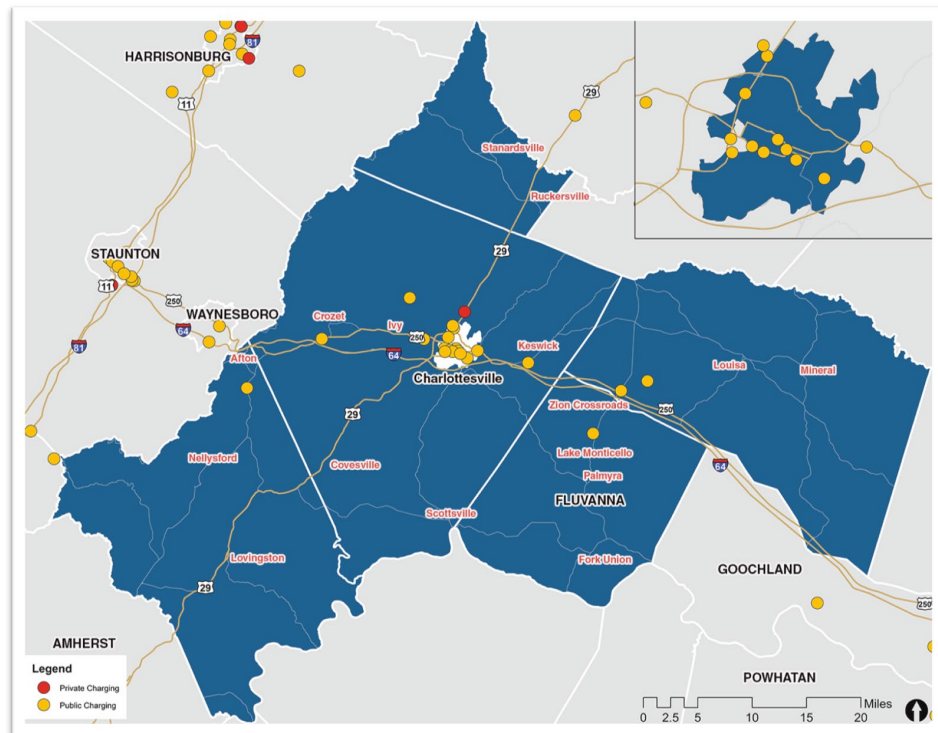 HARRISONBURG
81
11
29
Stanardsville
Ruckersville
29
STAUNTON
11
250
WAYNESBORO
64
81
Afton
Crozet
Ivy
250
64
Charlottesville
Keswick
Louisa
Mineral
Zion Crossroads
250
29
Nellysford
Covesville
Lake Monticello
Palmyra
64
FLUVANNA
Scottsville
Lovingston
Fork Union
29
GOOCHLAND
250
AMHERST
POWHATAN
Legend
Private Charging
Public Charging
0 2.5 5 10 15 20 Miles